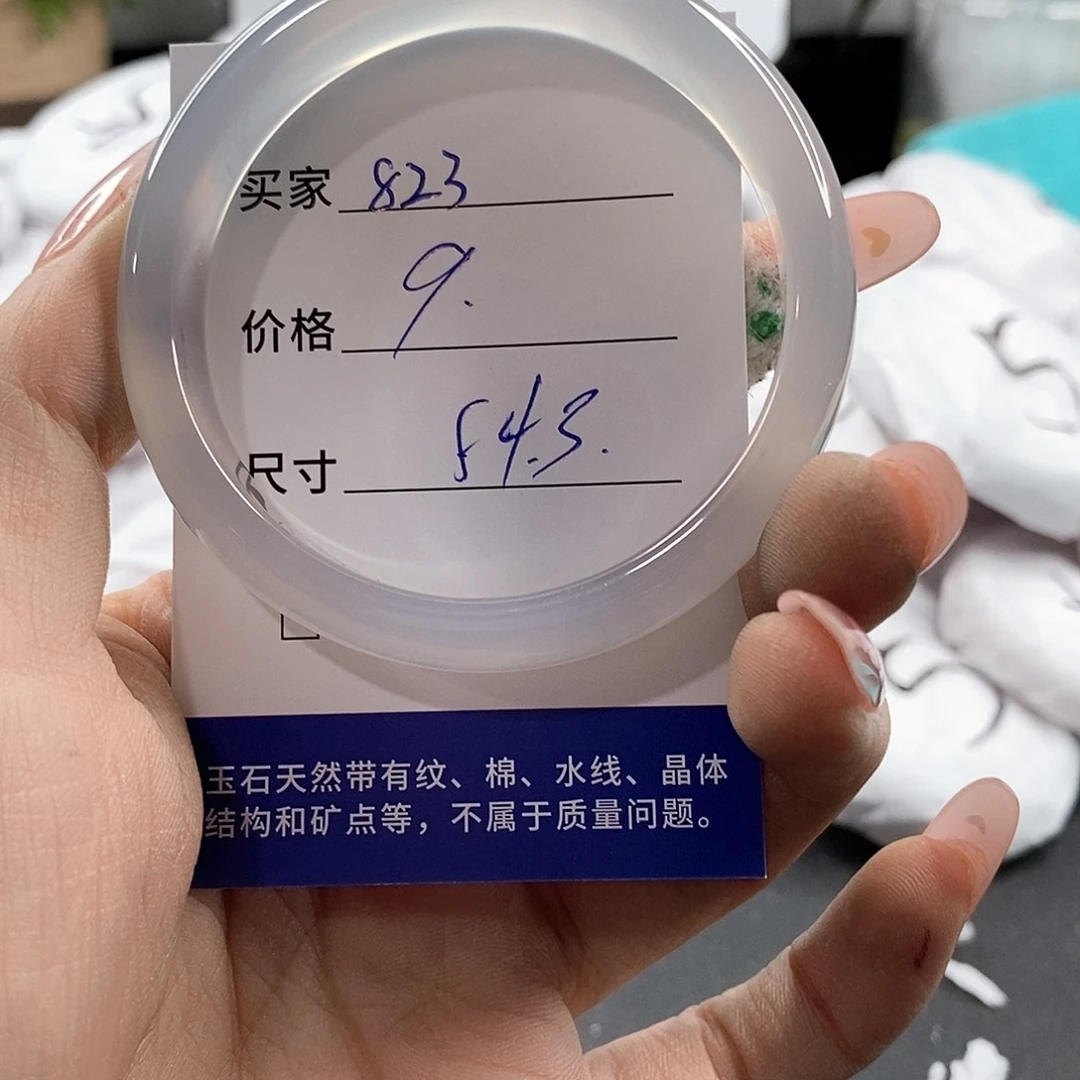 买家 823
价格 9.
尺寸 54.3.
玉石天然带有纹、棉、水线、晶体
结构和矿点等，不属于质量问题。